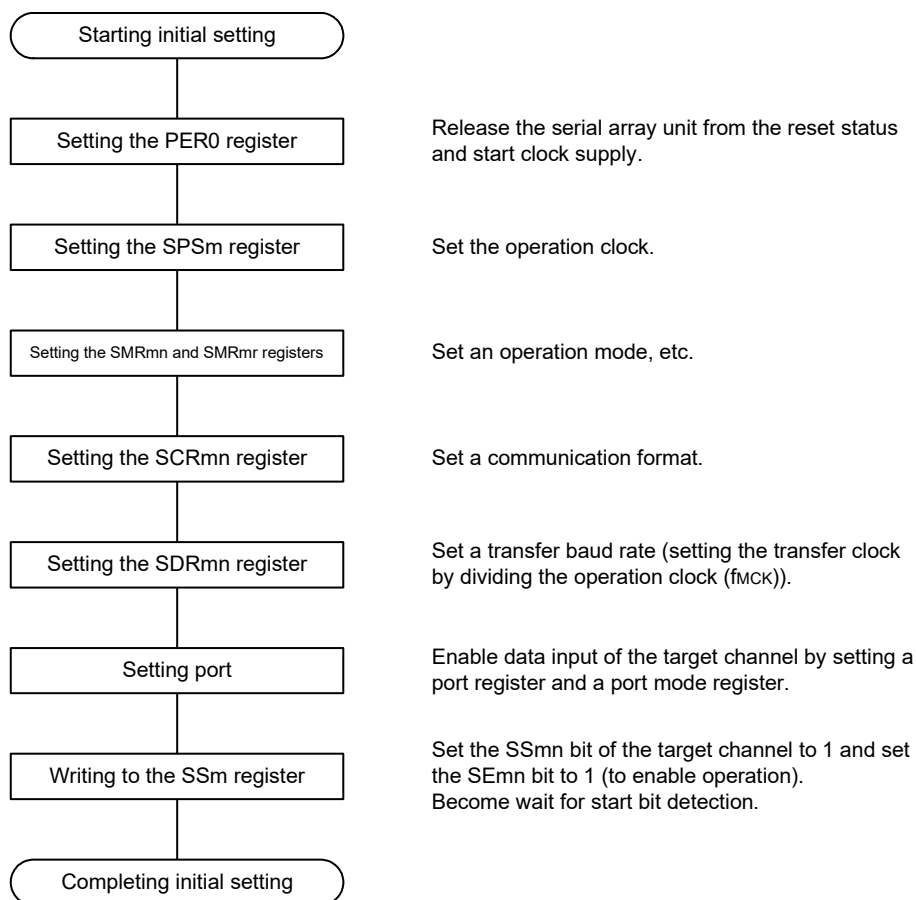 Starting initial setting
Setting the PER0 register
Release the serial array unit from the reset status
and start clock supply.
Setting the SPSm register
Set the operation clock.
Setting the SMRmn and SMRmr registers
Set an operation mode, etc.
Setting the SCRmn register
Set a communication format.
Setting the SDRmn register
Set a transfer baud rate (setting the transfer clock
by dividing the operation clock (fMCK)).
Setting port
Enable data input of the target channel by setting a
port register and a port mode register.
Writing to the SSm register
Set the SSmn bit of the target channel to 1 and set
the SEmn bit to 1 (to enable operation).
Become wait for start bit detection.
Completing initial setting